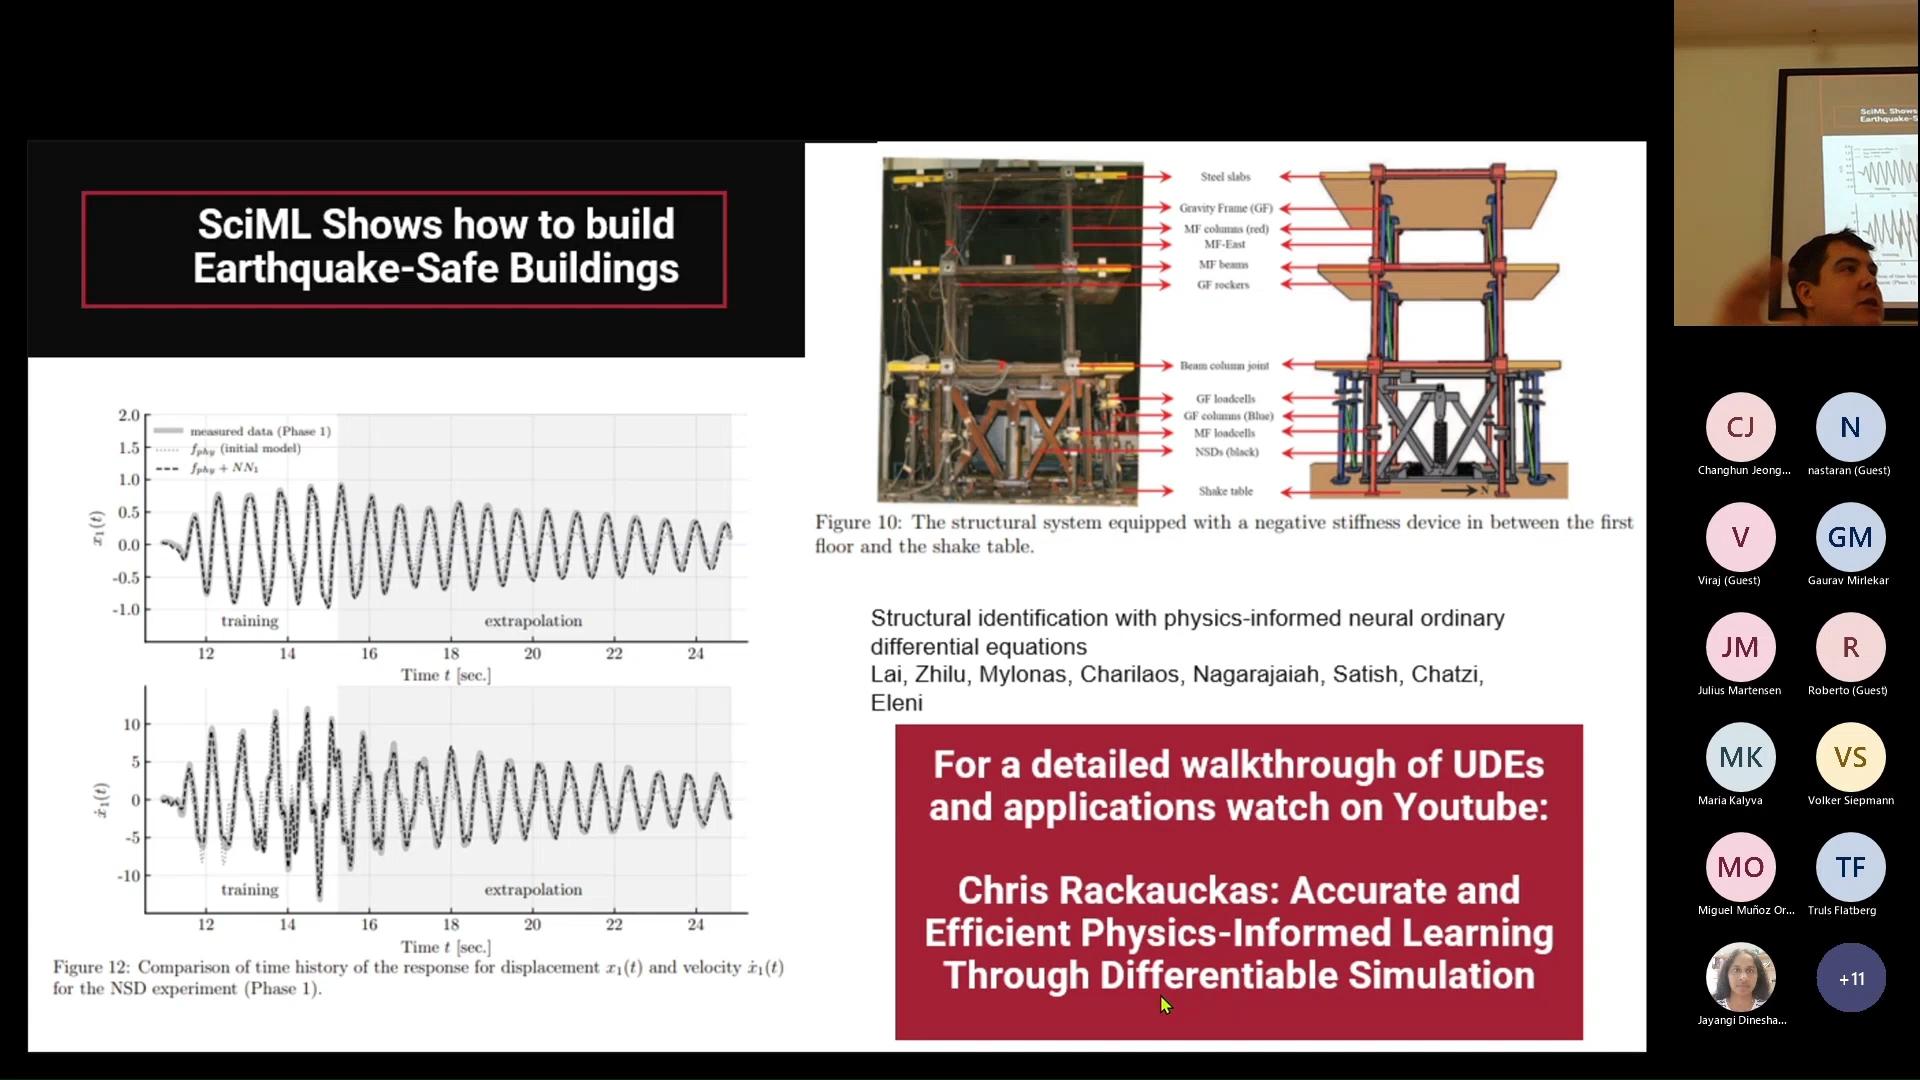 SciML Shows how to build
Earthquake-Safe Buildings
2.0
1.5
1.0
0.5
0.0
-0.5
-1.0
x₁(t)
measured data (Phase 1)
f_phy (initial model)
f_phy + NN₁
training
extrapolation
12 14 16 18 20 22 24
Time t [sec.]
10
5
0
-5
-10
ẋ₁(t)
training
extrapolation
12 14 16 18 20 22 24
Time t [sec.]
Figure 12: Comparison of time history of the response for displacement x₁(t) and velocity ẋ₁(t)
for the NSD experiment (Phase 1).
Steel slabs
Gravity Frame (GF)
MF columns (red)
MF-East
MF beams
GF rockers
Beam column joint
GF loadcells
GF columns (Blue)
MF loadcells
NSDs (black)
Shake table
N
Figure 10: The structural system equipped with a negative stiffness device in between the first
floor and the shake table.
Structural identification with physics-informed neural ordinary
differential equations
Lai, Zhilu, Mylonas, Charilaos, Nagarajaiah, Satish, Chatzi,
Eleni
For a detailed walkthrough of UDEs
and applications watch on Youtube:
Chris Rackauckas: Accurate and
Efficient Physics-Informed Learning
Through Differentiable Simulation
SciML Shows
Earthquake-S
CJ
Changhun Jeong...
N
nastaran (Guest)
V
Viraj (Guest)
GM
Gaurav Mirlekar
JM
Julius Martensen
R
Roberto (Guest)
MK
Maria Kalyva
VS
Volker Siepmann
MO
Miguel Muñoz Or...
TF
Truls Flatberg
Jayangi Dinesha...
+11